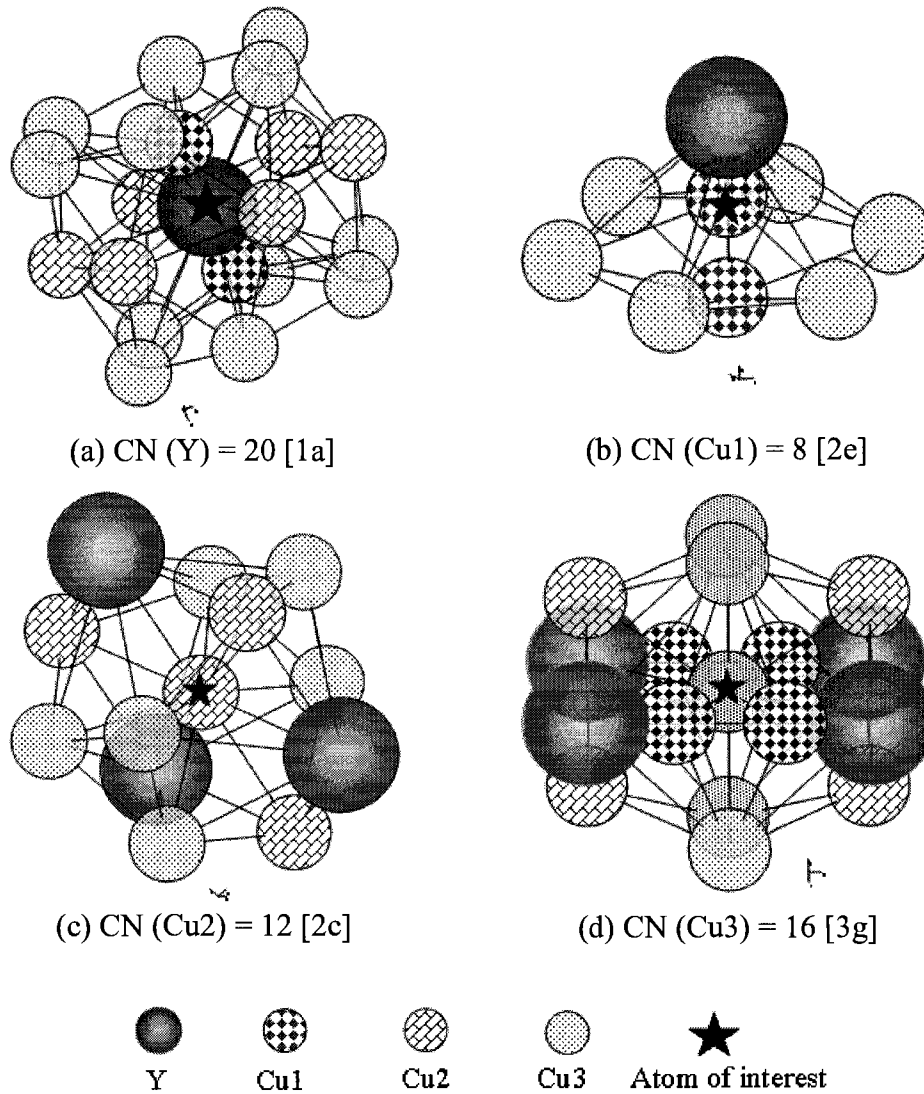 (a) CN (Y) = 20 [1a]
(b) CN (Cu1) = 8 [2e]
(c) CN (Cu2) = 12 [2c]
(d) CN (Cu3) = 16 [3g]
Y Cu1 Cu2 Cu3 Atom of interest